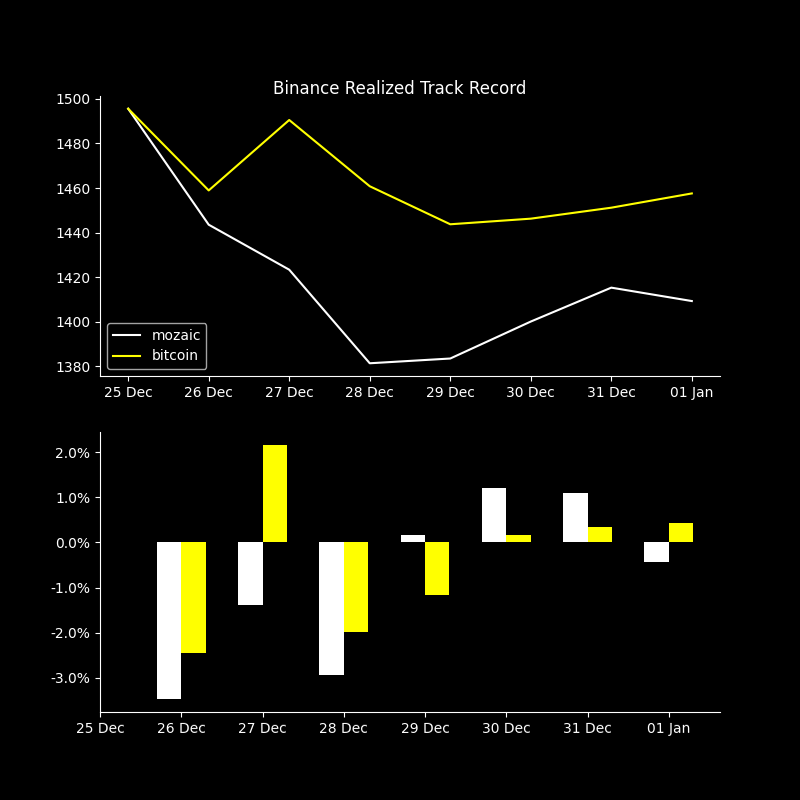 Binance Realized Track Record
1500
1480
1460
1440
1420
1400
1380
mozaic
bitcoin
25 Dec 26 Dec 27 Dec 28 Dec 29 Dec 30 Dec 31 Dec 01 Jan
2.0%
1.0%
0.0%
-1.0%
-2.0%
-3.0%
25 Dec 26 Dec 27 Dec 28 Dec 29 Dec 30 Dec 31 Dec 01 Jan